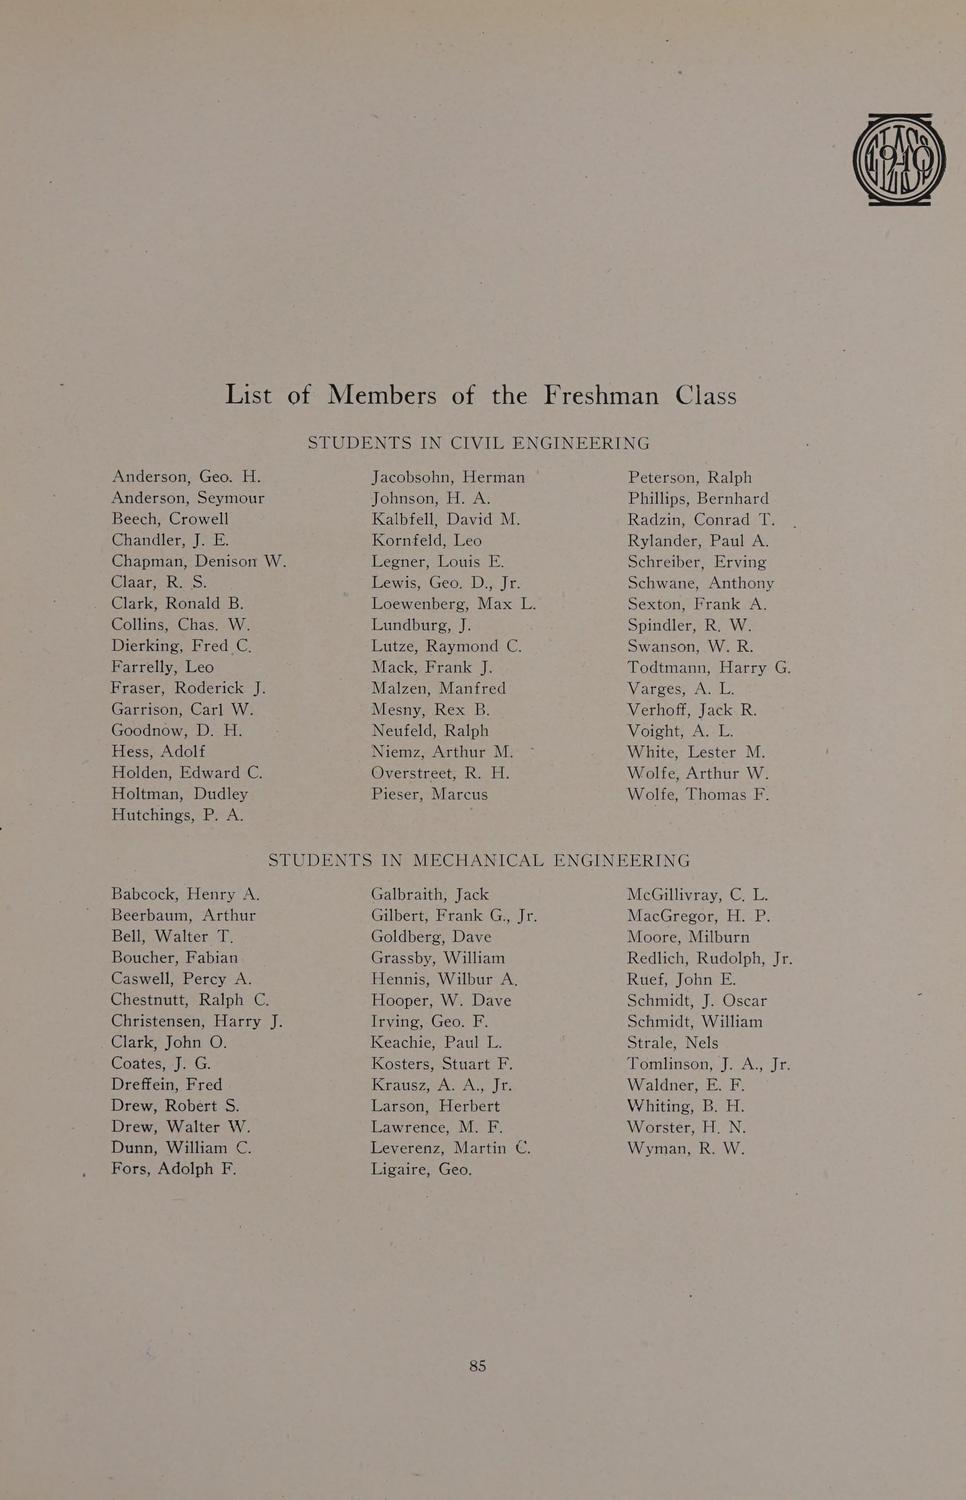 CLASS
1910
List of Members of the Freshman Class
STUDENTS IN CIVIL ENGINEERING
Anderson, Geo. H.
Anderson, Seymour
Beech, Crowell
Chandler, J. E.
Chapman, Denison W.
Claar, R. S.
Clark, Ronald B.
Collins, Chas. W.
Dierking, Fred C.
Farrelly, Leo
Fraser, Roderick J.
Garrison, Carl W.
Goodnow, D. H.
Hess, Adolf
Holden, Edward C.
Holtman, Dudley
Hutchings, P. A.
Jacobsohn, Herman
Johnson, H. A.
Kalbfell, David M.
Kornfeld, Leo
Legner, Louis E.
Lewis, Geo. D., Jr.
Loewenberg, Max L.
Lundburg, J.
Lutze, Raymond C.
Mack, Frank J.
Malzen, Manfred
Mesny, Rex B.
Neufeld, Ralph
Niemz, Arthur M.
Overstreet, R. H.
Pieser, Marcus
Peterson, Ralph
Phillips, Bernhard
Radzin, Conrad T.
Rylander, Paul A.
Schreiber, Erving
Schwane, Anthony
Sexton, Frank A.
Spindler, R. W.
Swanson, W. R.
Todtmann, Harry G.
Varges, A. L.
Verhoff, Jack R.
Voight, A. L.
White, Lester M.
Wolfe, Arthur W.
Wolfe, Thomas F.
STUDENTS IN MECHANICAL ENGINEERING
Babcock, Henry A.
Beerbaum, Arthur
Bell, Walter T.
Boucher, Fabian
Caswell, Percy A.
Chestnutt, Ralph C.
Christensen, Harry J.
Clark, John O.
Coates, J. G.
Dreffein, Fred
Drew, Robert S.
Drew, Walter W.
Dunn, William C.
Fors, Adolph F.
Galbraith, Jack
Gilbert, Frank G., Jr.
Goldberg, Dave
Grassby, William
Hennis, Wilbur A.
Hooper, W. Dave
Irving, Geo. F.
Keachie, Paul L.
Kosters, Stuart F.
Krausz, A. A., Jr.
Larson, Herbert
Lawrence, M. F.
Leverenz, Martin C.
Ligaire, Geo.
McGillivray, C. L.
MacGregor, H. P.
Moore, Milburn
Redlich, Rudolph, Jr.
Ruef, John E.
Schmidt, J. Oscar
Schmidt, William
Strale, Nels
Tomlinson, J. A., Jr.
Waldner, E. F.
Whiting, B. H.
Worster, H. N.
Wyman, R. W.
85